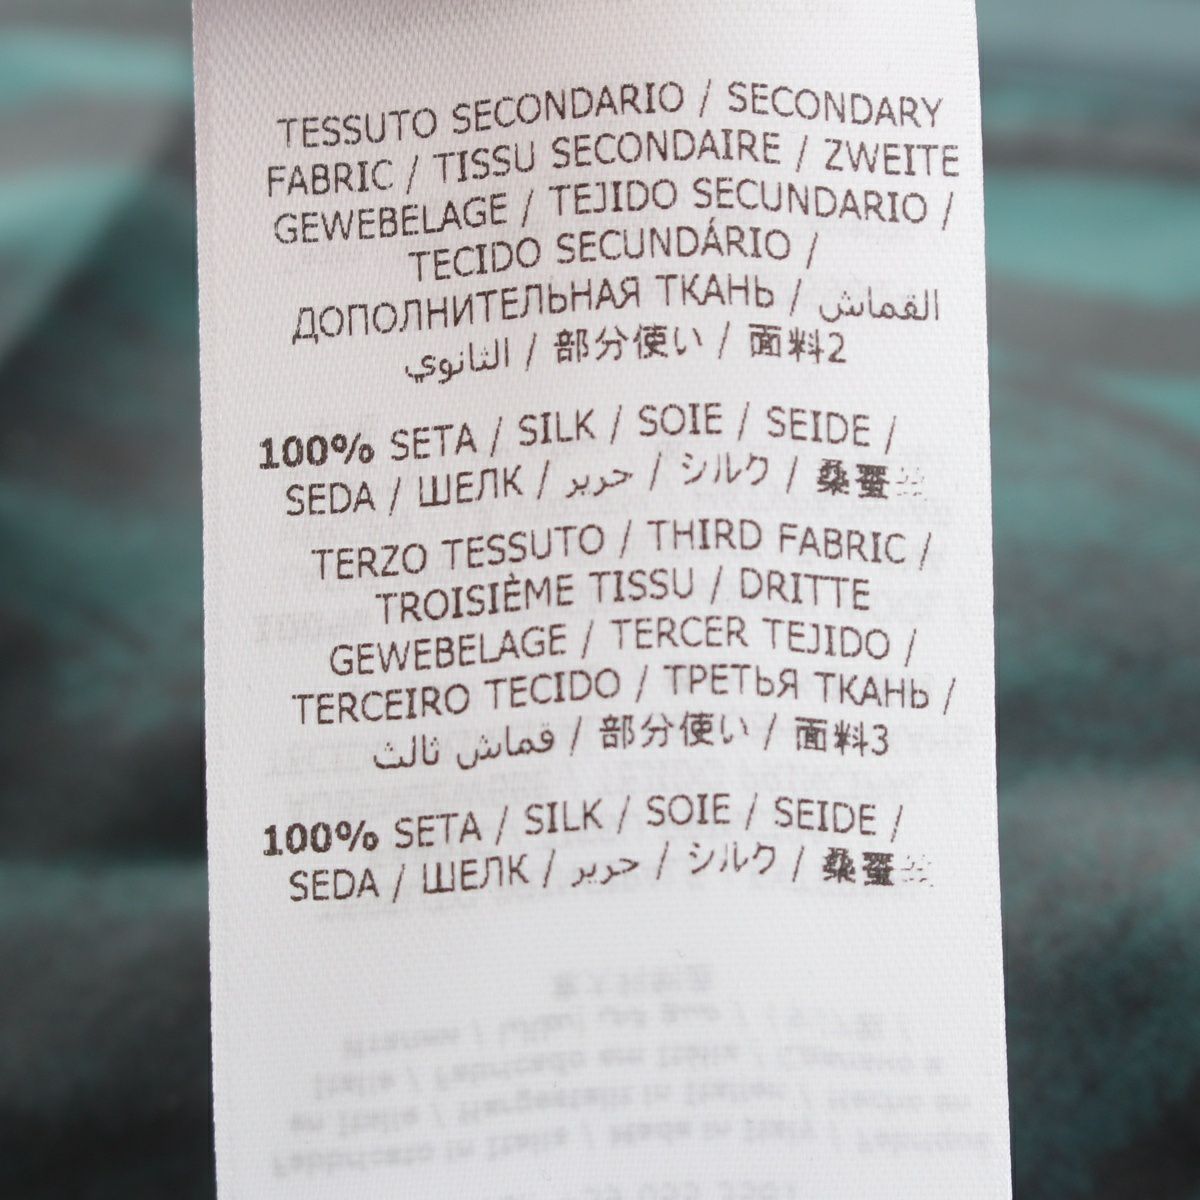 TESSUTO SECONDARIO / SECONDARY
FABRIC / TISSU SECONDAIRE / ZWEITE
GEWEBELAGE / TEJIDO SECUNDARIO /
TECIDO SECUNDÁRIO /
ДОПОЛНИТЕЛЬНАЯ ТКАНЬ / القماش
الثانوي / 部分使い / 面料2
100% SETA / SILK / SOIE / SEIDE /
SEDA / ШЕЛК / حرير / シルク / 桑蚕丝
TERZO TESSUTO / THIRD FABRIC /
TROISIÈME TISSU / DRITTE
GEWEBELAGE / TERCER TEJIDO /
TERCEIRO TECIDO / ТРЕТЬЯ ТКАНЬ /
قماش ثالث / 部分使い / 面料3
100% SETA / SILK / SOIE / SEIDE /
SEDA / ШЕЛК / حرير / シルク / 桑蚕丝